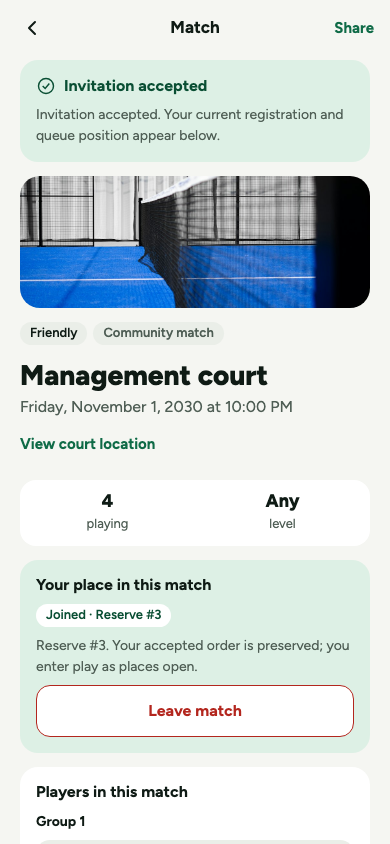 Match
Share
Invitation accepted
Invitation accepted. Your current registration and
queue position appear below.
Friendly
Community match
Management court
Friday, November 1, 2030 at 10:00 PM
View court location
4
playing
Any
level
Your place in this match
Joined · Reserve #3
Reserve #3. Your accepted order is preserved; you
enter play as places open.
Leave match
Players in this match
Group 1